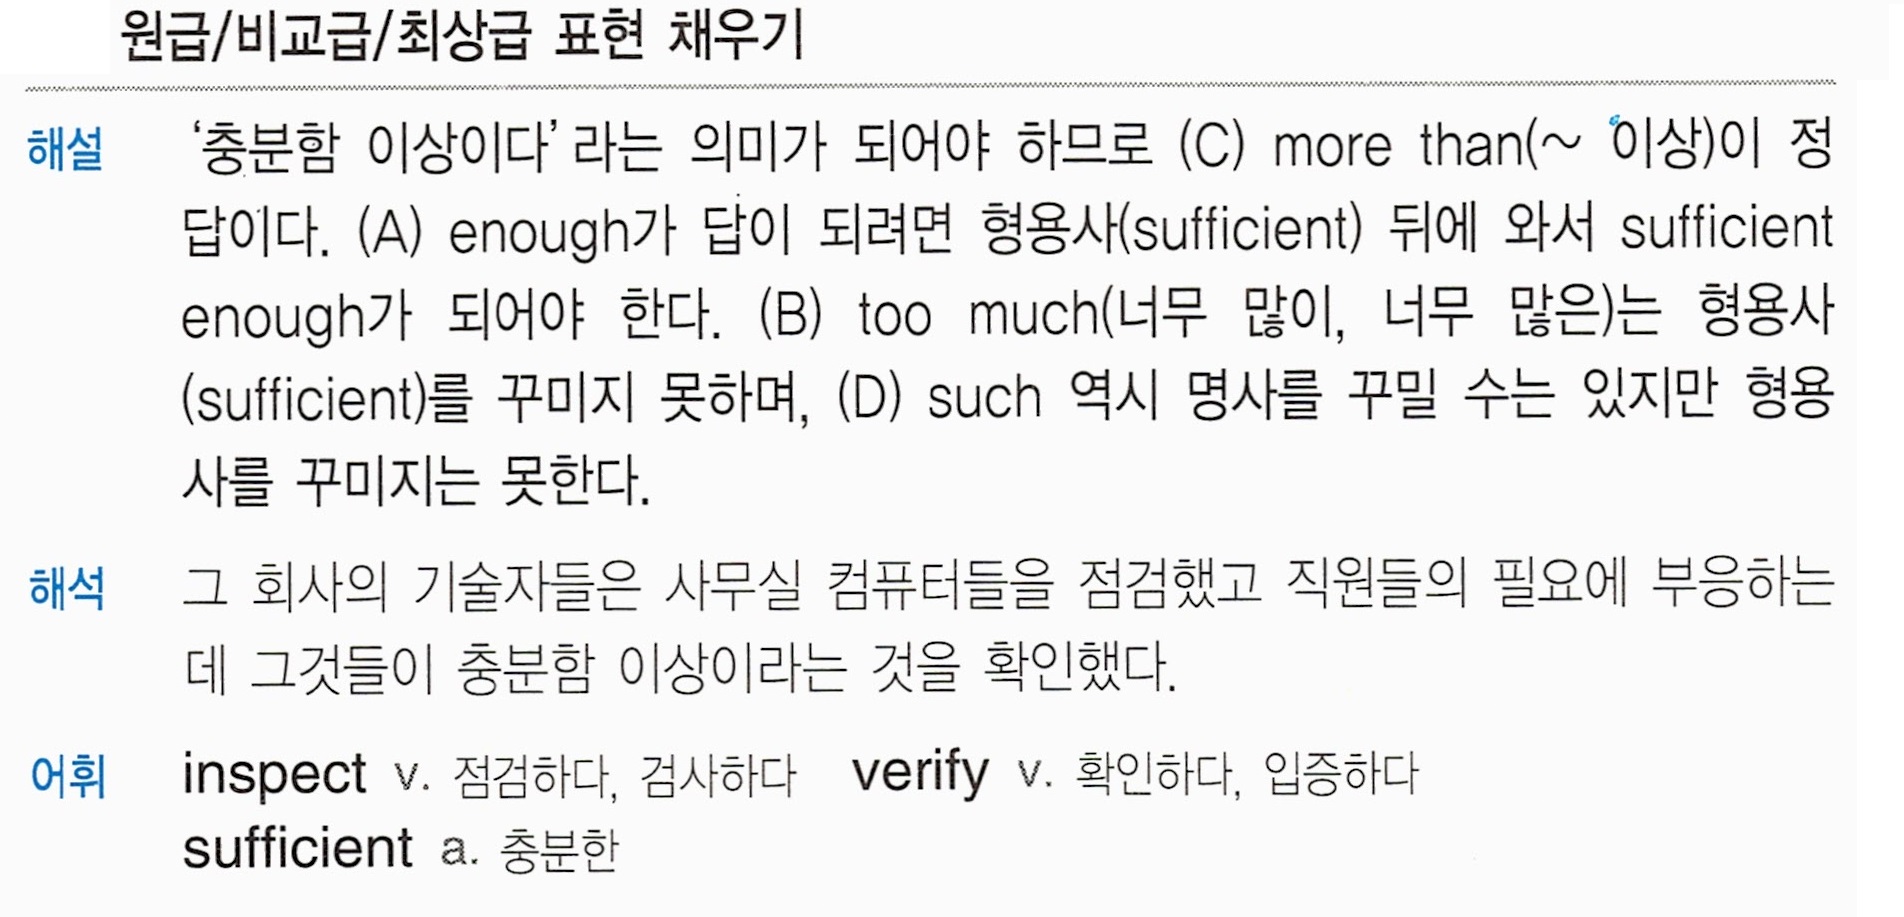 원급/비교급/최상급 표현 채우기
해설 ‘충분함 이상이다’라는 의미가 되어야 하므로 (C) more than(~ 이상)이 정
답이다. (A) enough가 답이 되려면 형용사(sufficient) 뒤에 와서 sufficient
enough가 되어야 한다. (B) too much(너무 많이, 너무 많은)는 형용사
(sufficient)를 꾸미지 못하며, (D) such 역시 명사를 꾸밀 수는 있지만 형용
사를 꾸미지는 못한다.
해석 그 회사의 기술자들은 사무실 컴퓨터들을 점검했고 직원들의 필요에 부응하는
데 그것들이 충분함 이상이라는 것을 확인했다.
어휘 inspect v. 점검하다, 검사하다 verify v. 확인하다, 입증하다
sufficient a. 충분한